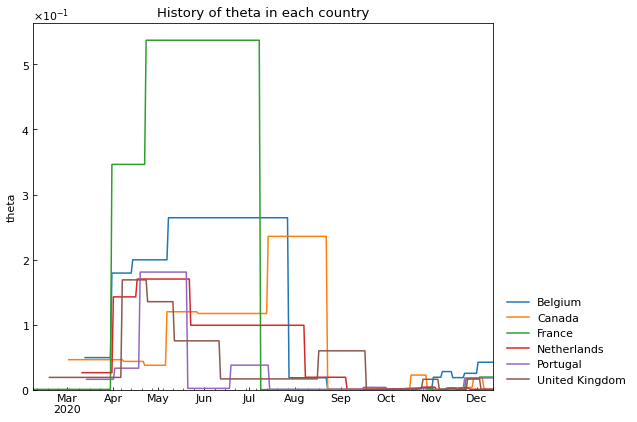 History of theta in each country
×10⁻¹
theta
5
4
3
2
1
0
Mar Apr May Jun Jul Aug Sep Oct Nov Dec
2020
Belgium
Canada
France
Netherlands
Portugal
United Kingdom